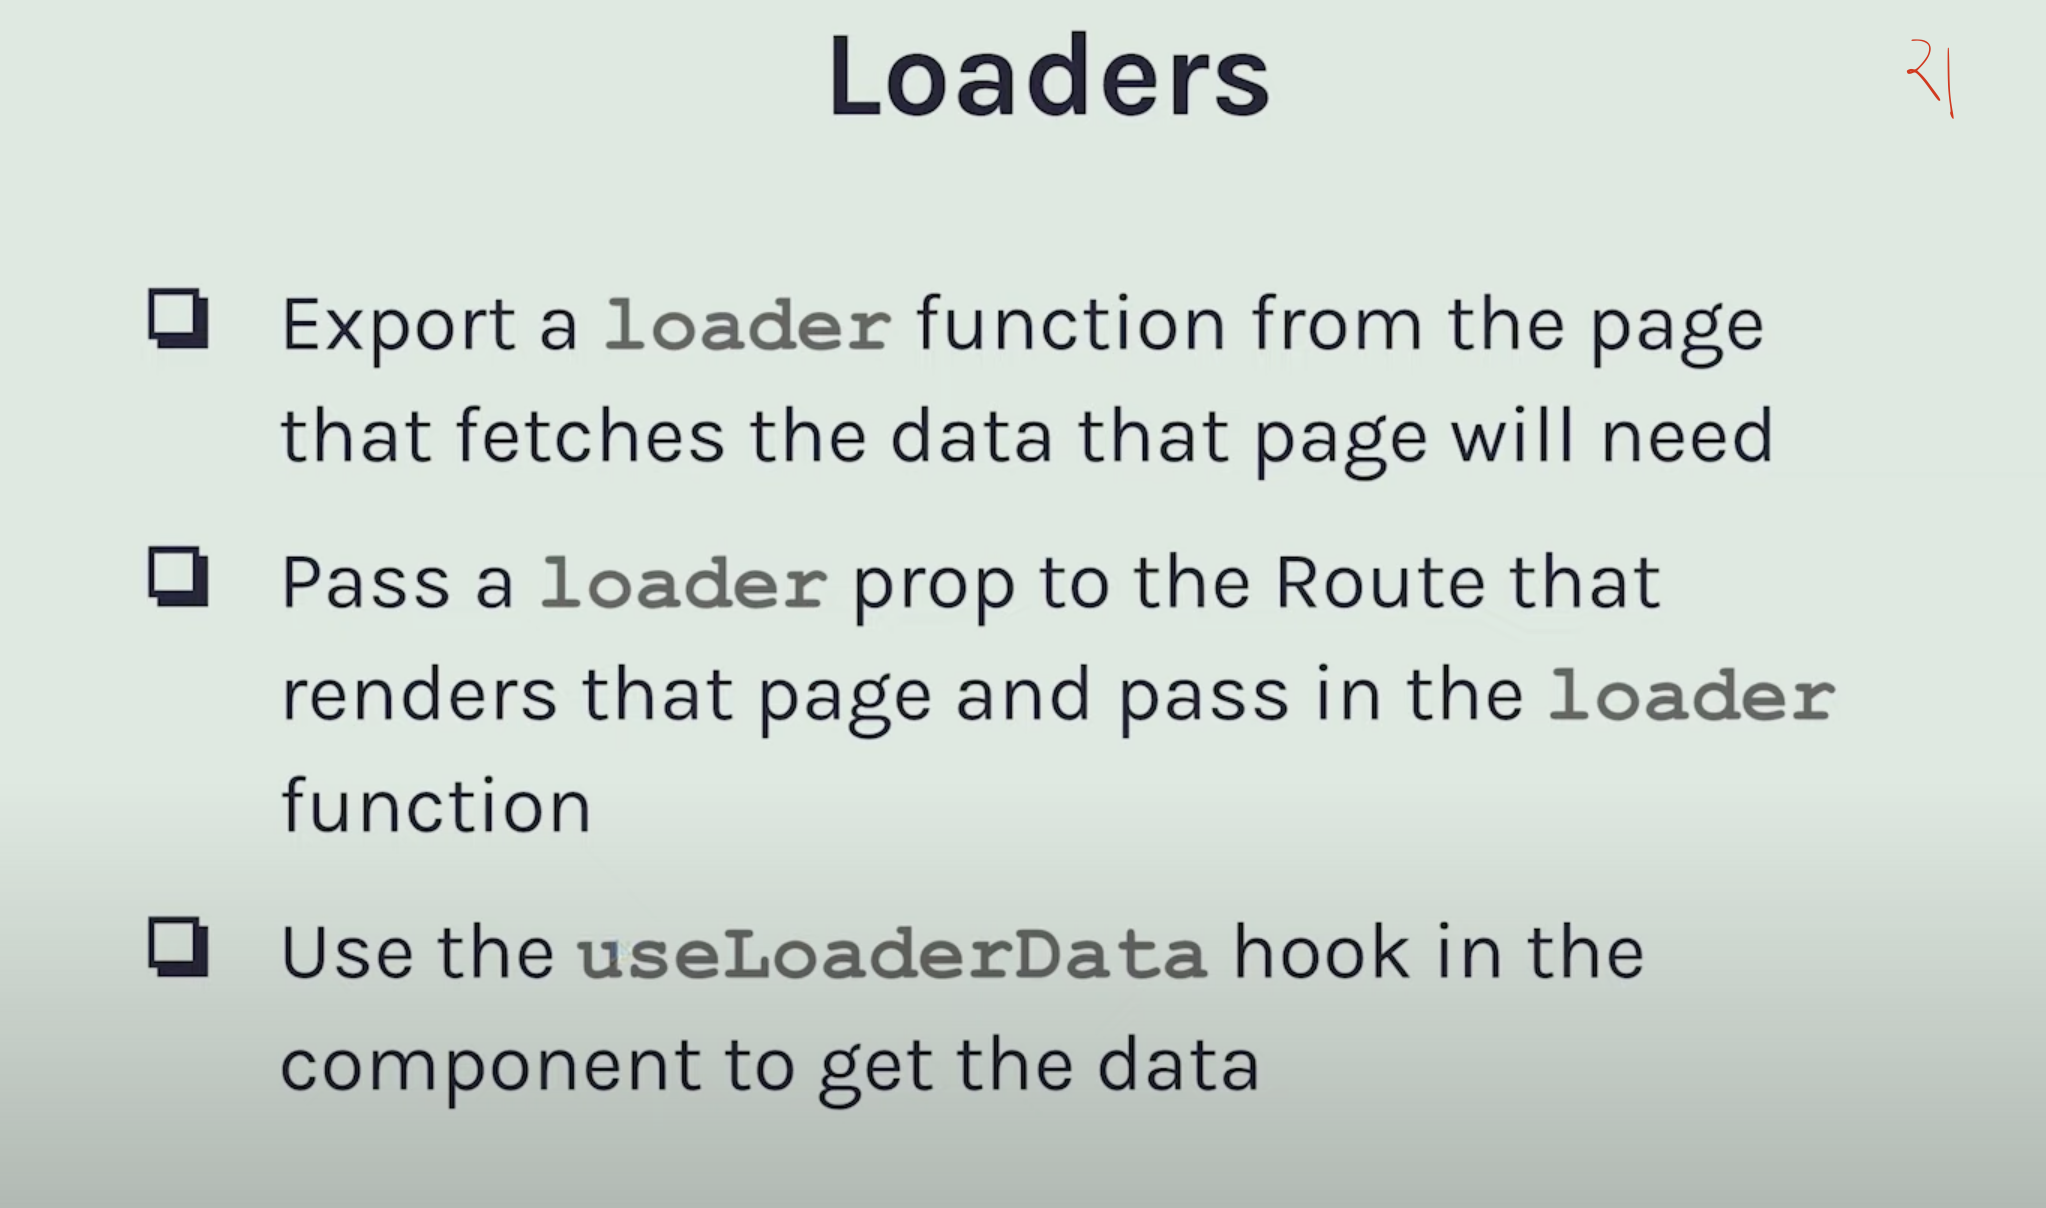 Loaders
૨૧
Export a loader function from the page
that fetches the data that page will need
Pass a loader prop to the Route that
renders that page and pass in the loader
function
Use the useLoaderData hook in the
component to get the data